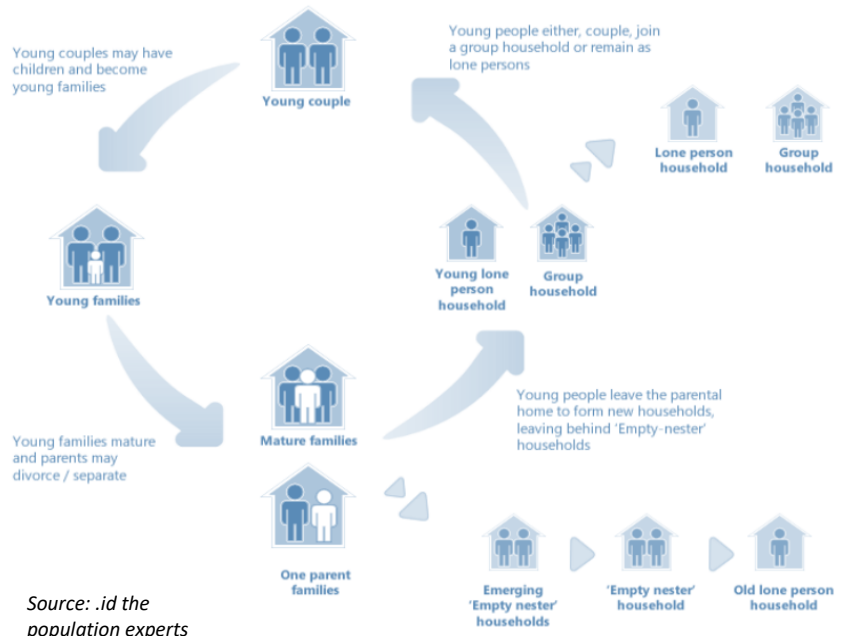 Young couples may have
children and become
young families
Young couple
Young people either, couple, join
a group household or remain as
lone persons
Lone person
household
Group
household
Young families
Young lone
person
household
Group
household
Young families mature
and parents may
divorce / separate
Mature families
Young people leave the parental
home to form new households,
leaving behind ‘Empty-nester’
households
One parent
families
Emerging
‘Empty nester’
households
‘Empty nester’
household
Old lone person
household
Source: .id the
population experts